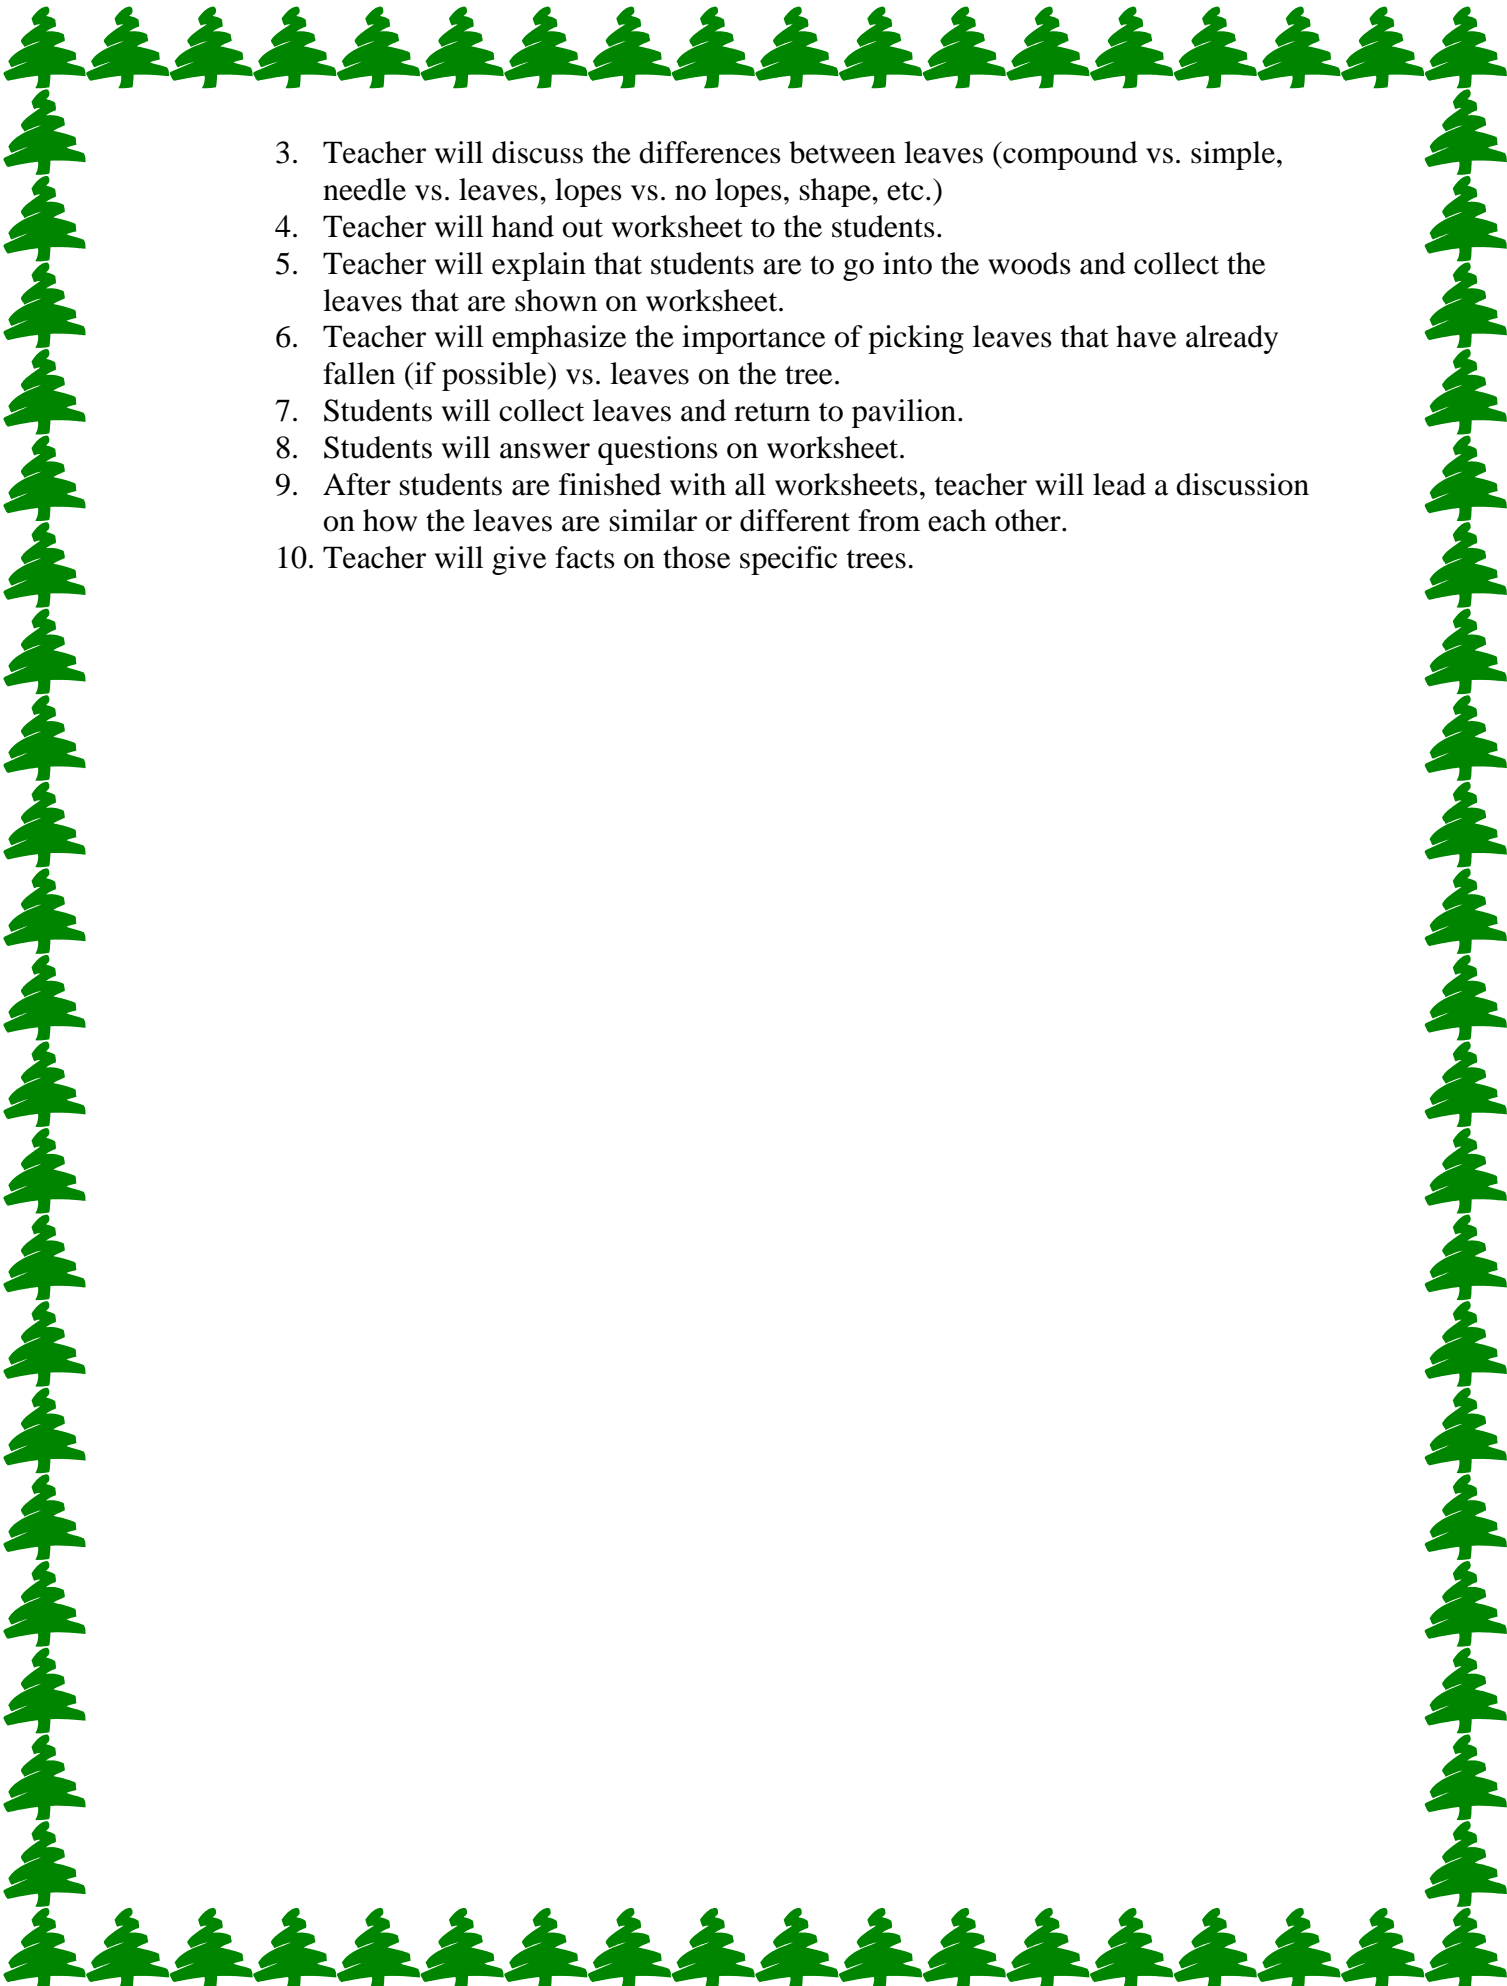 3. Teacher will discuss the differences between leaves (compound vs. simple,
needle vs. leaves, lopes vs. no lopes, shape, etc.)
4. Teacher will hand out worksheet to the students.
5. Teacher will explain that students are to go into the woods and collect the
leaves that are shown on worksheet.
6. Teacher will emphasize the importance of picking leaves that have already
fallen (if possible) vs. leaves on the tree.
7. Students will collect leaves and return to pavilion.
8. Students will answer questions on worksheet.
9. After students are finished with all worksheets, teacher will lead a discussion
on how the leaves are similar or different from each other.
10. Teacher will give facts on those specific trees.